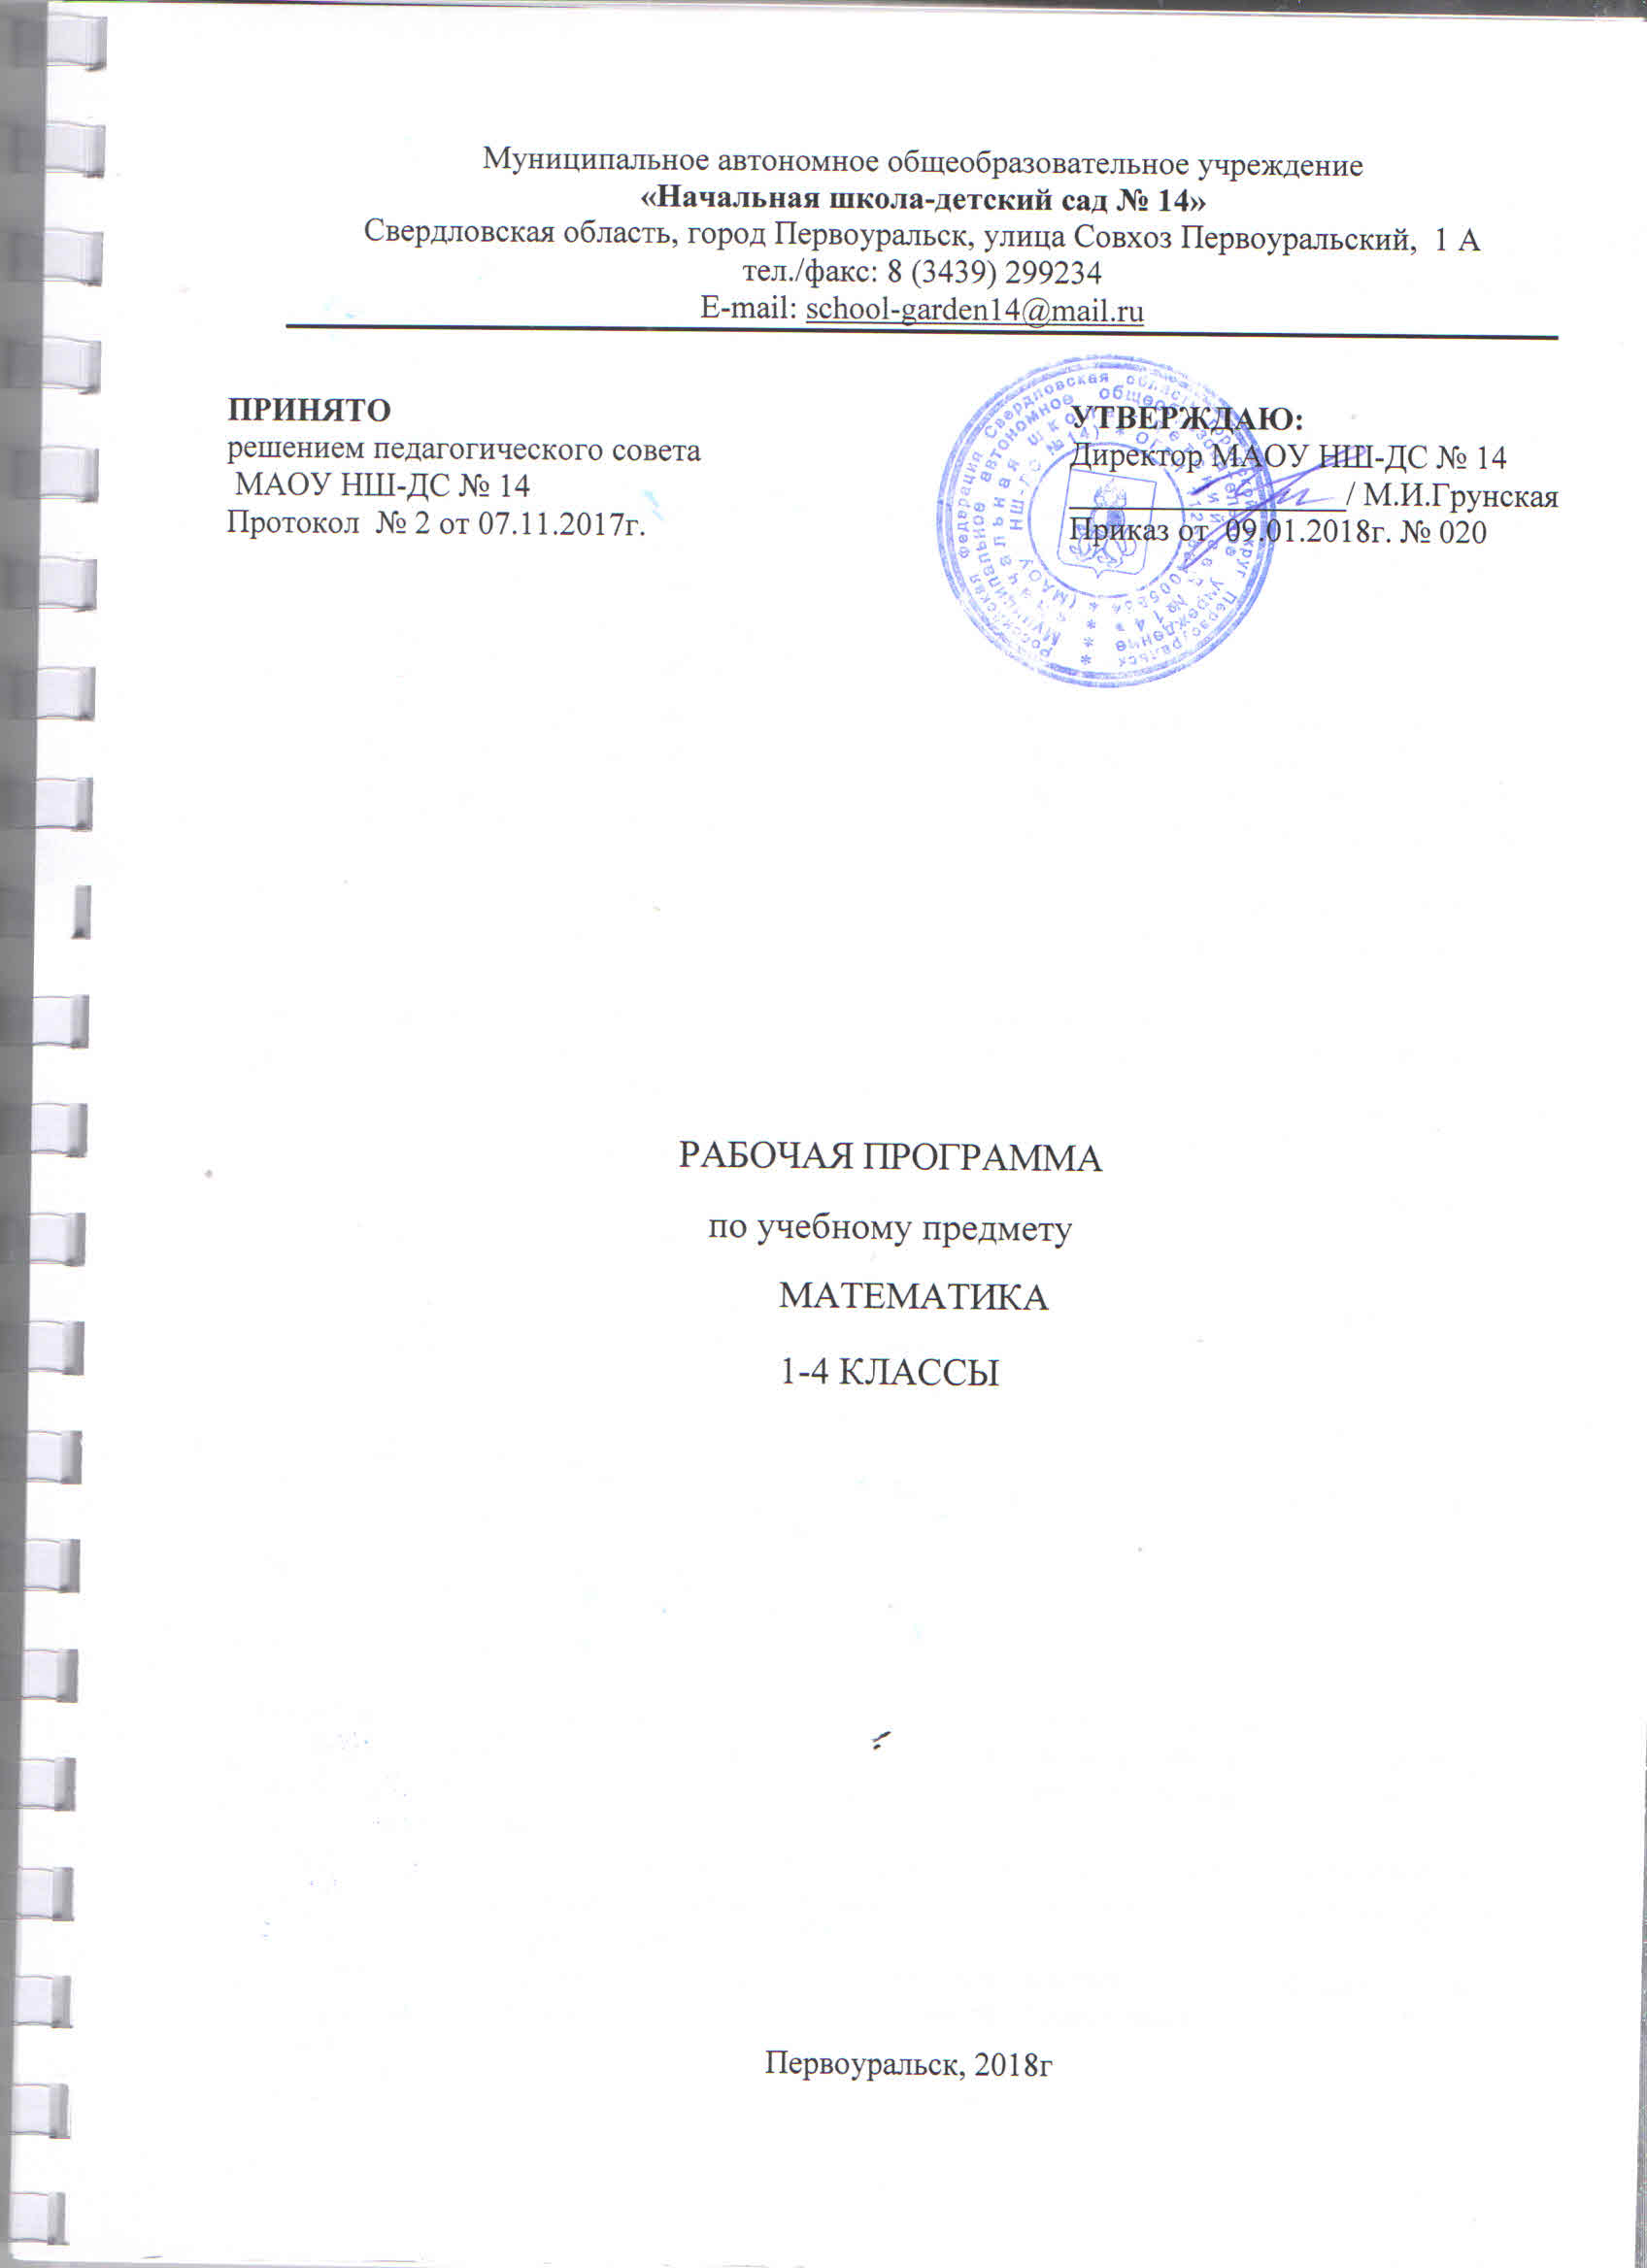 Муниципальное автономное общеобразовательное учреждение
«Начальная школа-детский сад № 14»
Свердловская область, город Первоуральск, улица Совхоз Первоуральский, 1 А
тел./факс: 8 (3439) 299234
E-mail: school-garden14@mail.ru
ПРИНЯТО
решением педагогического совета
МАОУ НШ-ДС № 14
Протокол № 2 от 07.11.2017г.
УТВЕРЖДАЮ:
Директор МАОУ НШ-ДС № 14
/ М.И.Грунская
Приказ от 09.01.2018г. № 020
РАБОЧАЯ ПРОГРАММА
по учебному предмету
МАТЕМАТИКА
1-4 КЛАССЫ
Первоуральск, 2018г